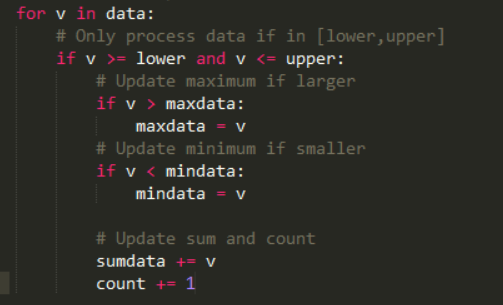 for v in data:
# Only process data if in [lower,upper]
if v >= lower and v <= upper:
# Update maximum if larger
if v > maxdata:
maxdata = v
# Update minimum if smaller
if v < mindata:
mindata = v
# Update sum and count
sumdata += v
count += 1